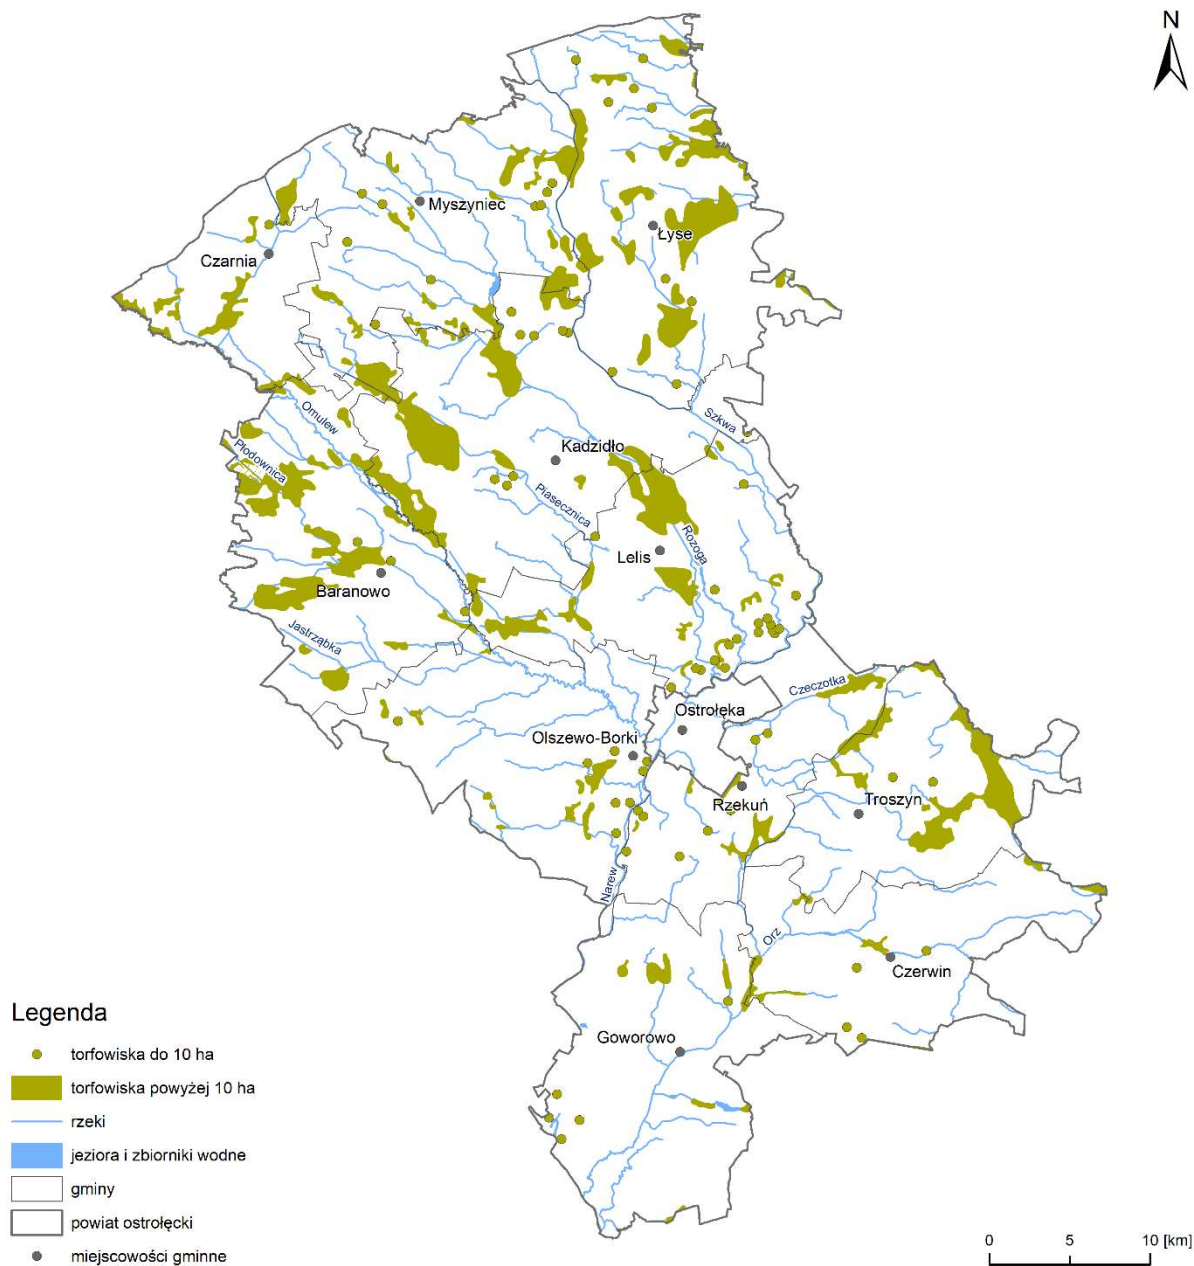 N
Myszyniec
Łyse
Czarnia
Szkwa
Omulew
Kadzidło
Płodownica
Piasecznica
Rozoga
Lelis
Baranowo
Jastrząbka
Czeczotka
Ostrołęka
Olszewo-Borki
Rzekuń
Troszyn
Narew
Orz
Czerwin
Goworowo
Legenda
torfowiska do 10 ha
torfowiska powyżej 10 ha
rzeki
jeziora i zbiorniki wodne
gminy
powiat ostrołęcki
miejscowości gminne
0 5 10 [km]